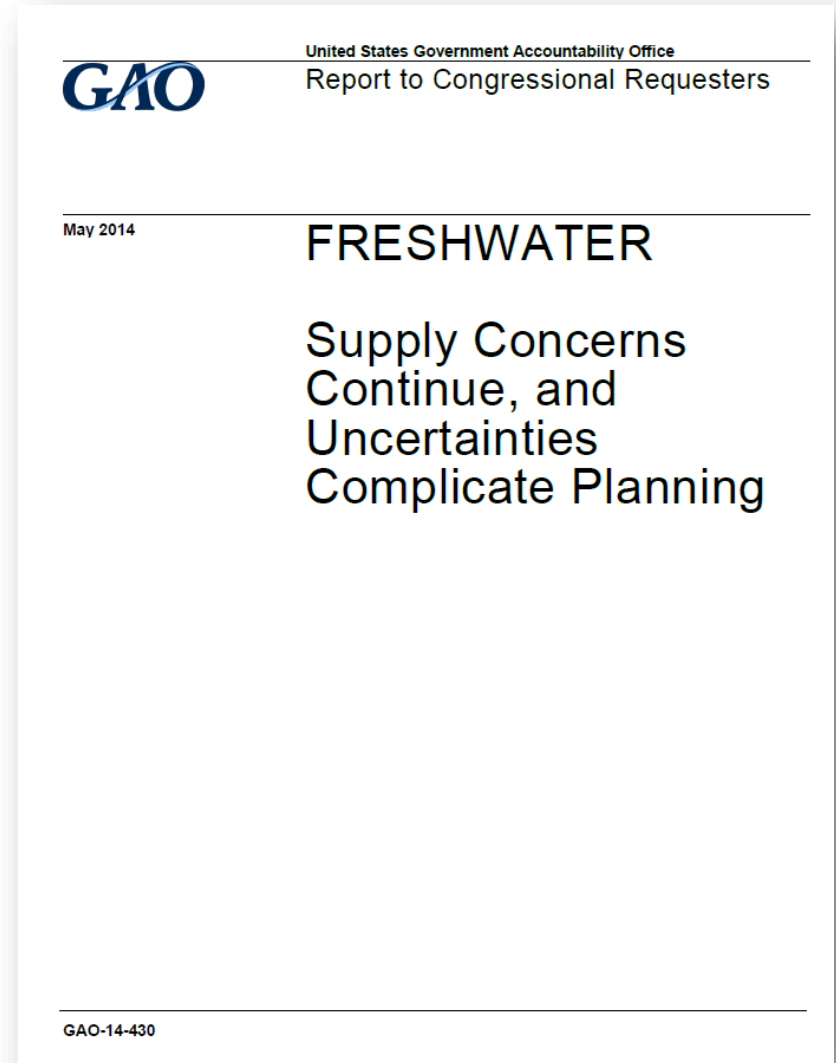 United States Government Accountability Office
GAO
Report to Congressional Requesters
May 2014
FRESHWATER
Supply Concerns
Continue, and
Uncertainties
Complicate Planning
GAO-14-430